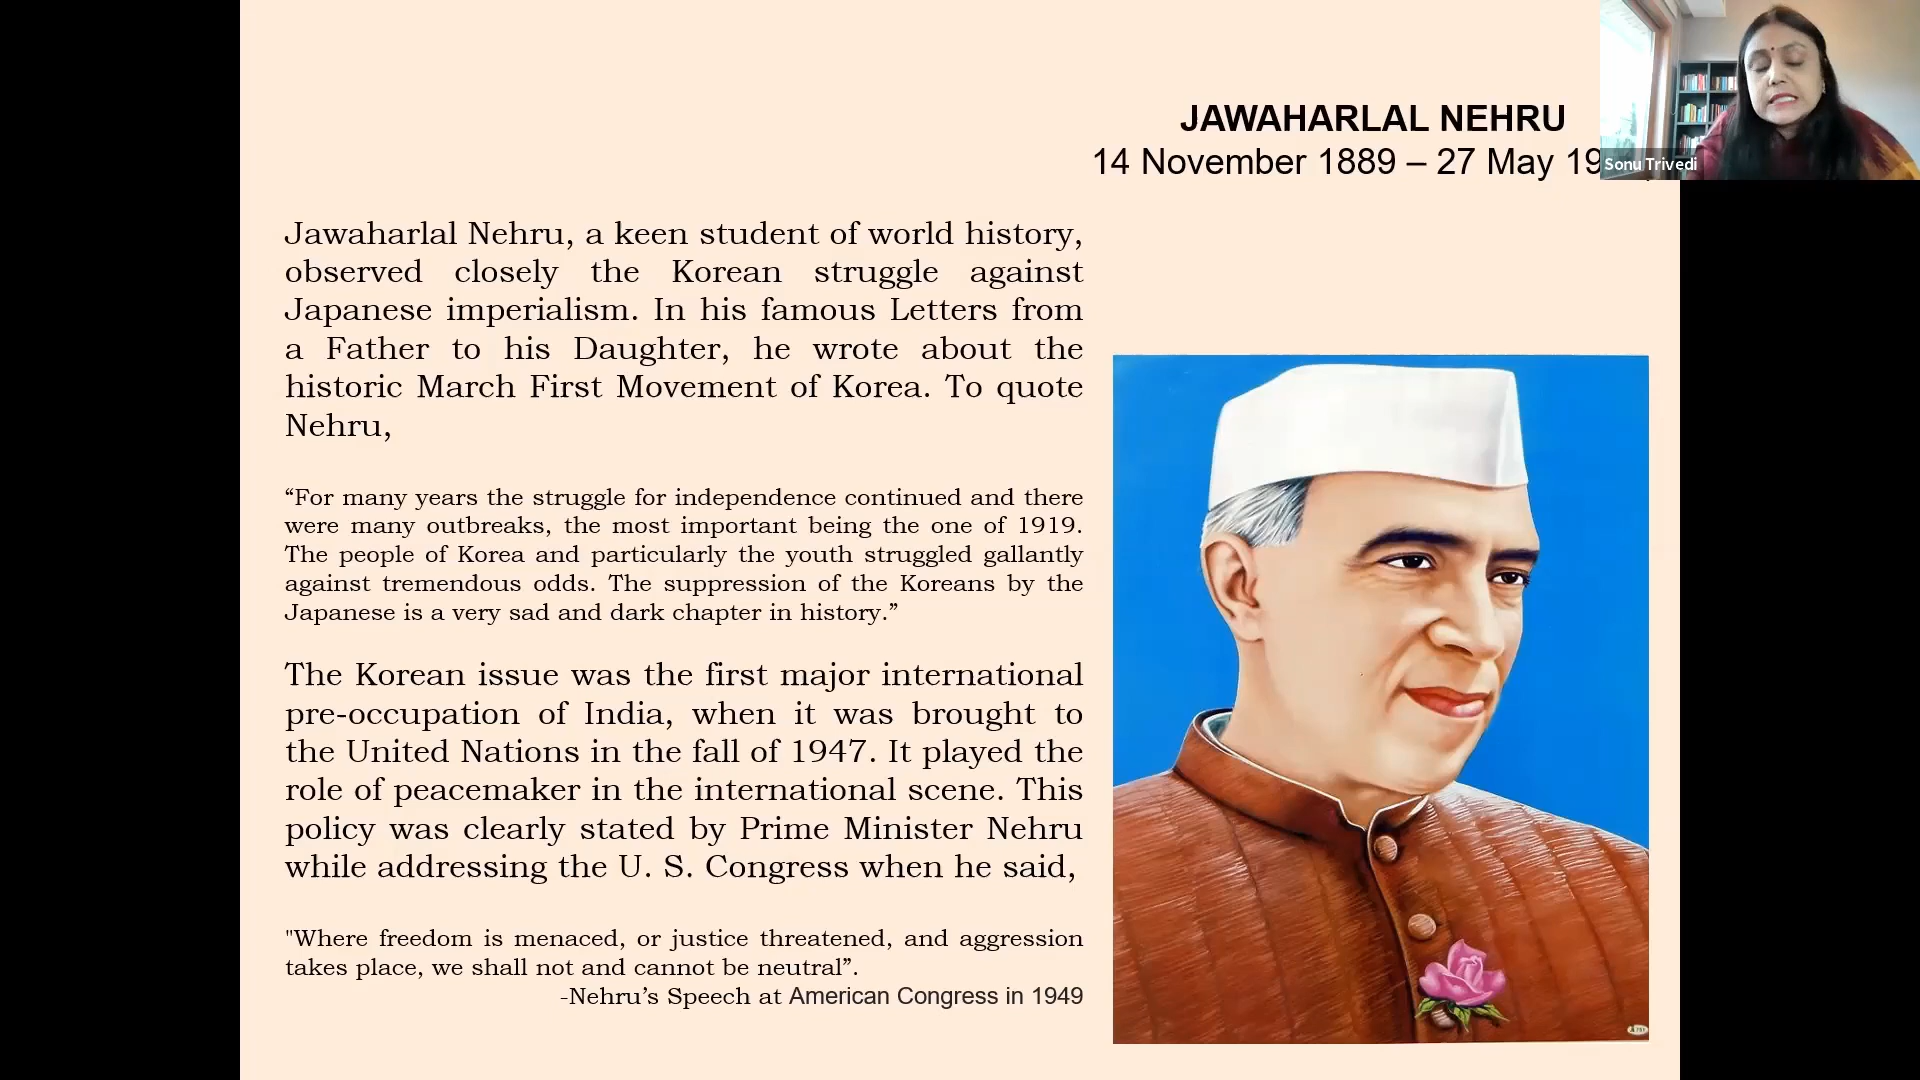 JAWAHARLAL NEHRU
14 November 1889 – 27 May 19
Sonu Trivedi
Jawaharlal Nehru, a keen student of world history,
observed closely the Korean struggle against
Japanese imperialism. In his famous Letters from
a Father to his Daughter, he wrote about the
historic March First Movement of Korea. To quote
Nehru,
“For many years the struggle for independence continued and there
were many outbreaks, the most important being the one of 1919.
The people of Korea and particularly the youth struggled gallantly
against tremendous odds. The suppression of the Koreans by the
Japanese is a very sad and dark chapter in history.”
The Korean issue was the first major international
pre-occupation of India, when it was brought to
the United Nations in the fall of 1947. It played the
role of peacemaker in the international scene. This
policy was clearly stated by Prime Minister Nehru
while addressing the U. S. Congress when he said,
"Where freedom is menaced, or justice threatened, and aggression
takes place, we shall not and cannot be neutral”.
-Nehru’s Speech at American Congress in 1949